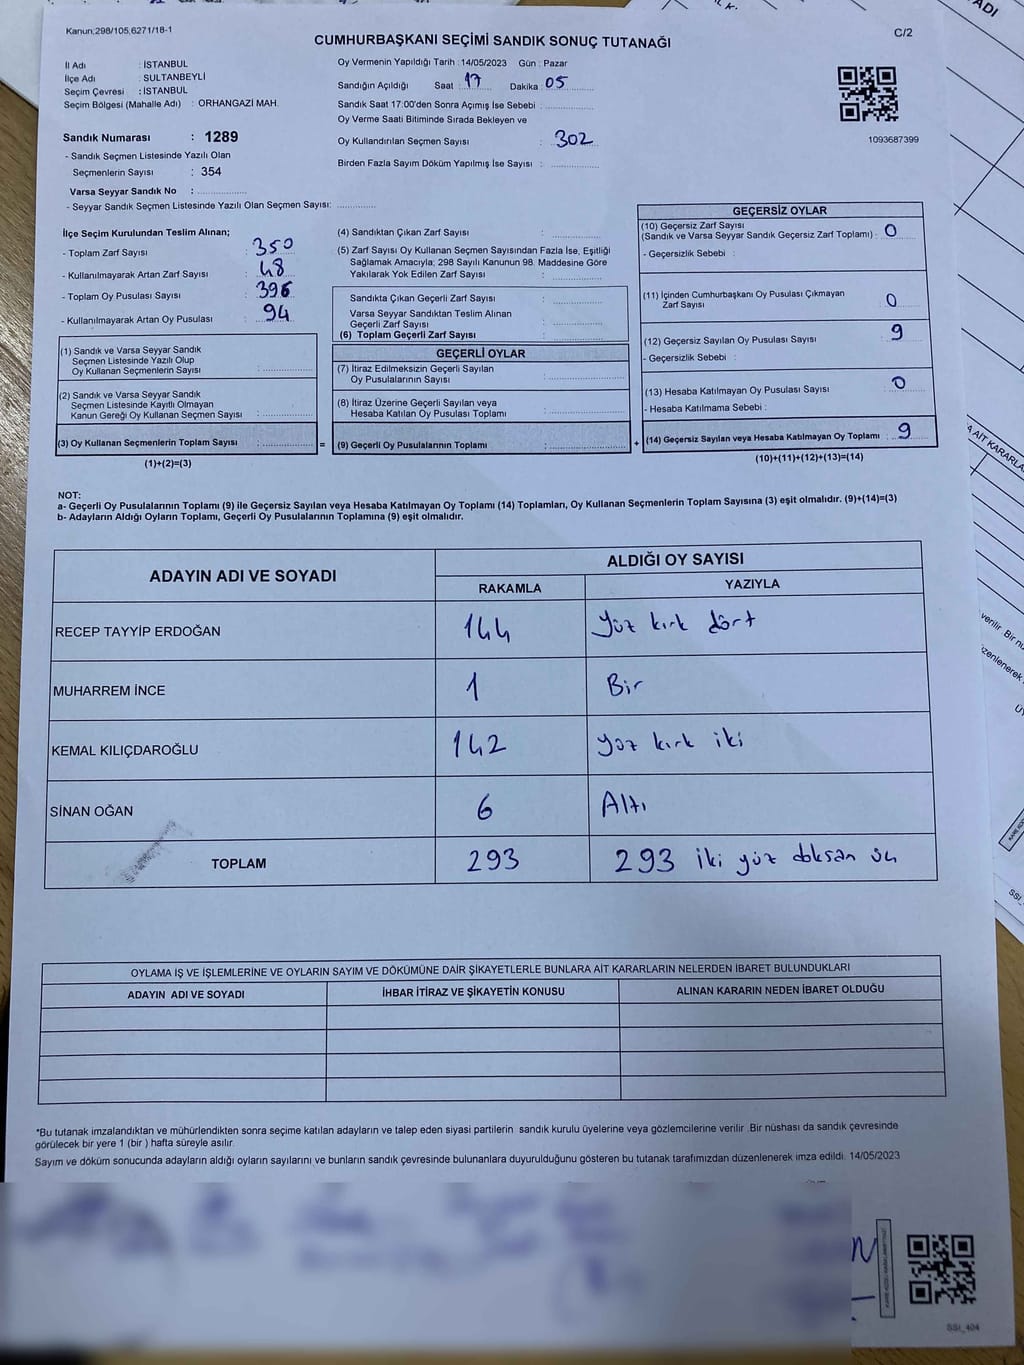 Kanun;298/105,6271/18-1
C/2
CUMHURBAŞKANI SEÇİMİ SANDIK SONUÇ TUTANAĞI
İl Adı : İSTANBUL
İlçe Adı : SULTANBEYLİ
Seçim Çevresi : İSTANBUL
Seçim Bölgesi (Mahalle Adı) : ORHANGAZİ MAH.
Sandık Numarası : 1289
- Sandık Seçmen Listesinde Yazılı Olan
Seçmenlerin Sayısı : 354
Varsa Seyyar Sandık No :
- Seyyar Sandık Seçmen Listesinde Yazılı Olan Seçmen Sayısı:
Oy Vermenin Yapıldığı Tarih : 14/05/2023 Gün : Pazar
Sandığın Açıldığı Saat : 17 Dakika : 05
Sandık Saat 17:00'den Sonra Açımış İse Sebebi :
Oy Verme Saati Bitiminde Sırada Bekleyen ve
Oy Kullandırılan Seçmen Sayısı : 302
Birden Fazla Sayım Döküm Yapılmış İse Sayısı :
1093687399
İlçe Seçim Kurulundan Teslim Alınan;
- Toplam Zarf Sayısı : 350
- Kullanılmayarak Artan Zarf Sayısı : 48
- Toplam Oy Pusulası Sayısı : 396
- Kullanılmayarak Artan Oy Pusulası : 94
(1) Sandık ve Varsa Seyyar Sandık
Seçmen Listesinde Yazılı Olup
Oy Kullanan Seçmenlerin Sayısı :
(2) Sandık ve Varsa Seyyar Sandık
Seçmen Listesinde Kayıtlı Olmayan
Kanun Gereği Oy Kullanan Seçmen Sayısı :
(3) Oy Kullanan Seçmenlerin Toplam Sayısı :
(1)+(2)=(3)
(4) Sandıktan Çıkan Zarf Sayısı :
(5) Zarf Sayısı Oy Kullanan Seçmen Sayısından Fazla İse, Eşitliği
Sağlamak Amacıyla; 298 Sayılı Kanunun 98. Maddesine Göre
Yakılarak Yok Edilen Zarf Sayısı :
Sandıkta Çıkan Geçerli Zarf Sayısı :
Varsa Seyyar Sandıktan Teslim Alınan
Geçerli Zarf Sayısı :
(6) Toplam Geçerli Zarf Sayısı :
GEÇERLİ OYLAR
(7) İtiraz Edilmeksizin Geçerli Sayılan
Oy Pusulalarının Sayısı :
(8) İtiraz Üzerine Geçerli Sayılan veya
Hesaba Katılan Oy Pusulası Toplamı :
= (9) Geçerli Oy Pusulalarının Toplamı :
GEÇERSİZ OYLAR
(10) Geçersiz Zarf Sayısı
(Sandık ve Varsa Seyyar Sandık Geçersiz Zarf Toplamı) : 0
- Geçersizlik Sebebi :
(11) İçinden Cumhurbaşkanı Oy Pusulası Çıkmayan
Zarf Sayısı : 0
(12) Geçersiz Sayılan Oy Pusulası Sayısı : 9
- Geçersizlik Sebebi :
(13) Hesaba Katılmayan Oy Pusulası Sayısı : 0
- Hesaba Katılmama Sebebi :
+ (14) Geçersiz Sayılan veya Hesaba Katılmayan Oy Toplamı : 9
(10)+(11)+(12)+(13)=(14)
NOT:
a- Geçerli Oy Pusulalarının Toplamı (9) ile Geçersiz Sayılan veya Hesaba Katılmayan Oy Toplamı (14) Toplamları, Oy Kullanan Seçmenlerin Toplam Sayısına (3) eşit olmalıdır. (9)+(14)=(3)
b- Adayların Aldığı Oyların Toplamı, Geçerli Oy Pusulalarının Toplamına (9) eşit olmalıdır.
ADAYIN ADI VE SOYADI
ALDIĞI OY SAYISI
RAKAMLA YAZIYLA
RECEP TAYYİP ERDOĞAN 144 Yüz kırk dört
MUHARREM İNCE 1 Bir
KEMAL KILIÇDAROĞLU 142 yüz kırk iki
SİNAN OĞAN 6 Altı
TOPLAM 293 293 iki yüz doksan üç
OYLAMA İŞ VE İŞLEMLERİNE VE OYLARIN SAYIM VE DÖKÜMÜNE DAİR ŞİKAYETLERLE BUNLARA AİT KARARLARIN NELERDEN İBARET BULUNDUKLARI
ADAYIN ADI VE SOYADI İHBAR İTİRAZ VE ŞİKAYETİN KONUSU ALINAN KARARIN NEDEN İBARET OLDUĞU
*Bu tutanak imzalandıktan ve mühürlendikten sonra seçime katılan adayların ve talep eden siyasi partilerin sandık kurulu üyelerine veya gözlemcilerine verilir .Bir nüshası da sandık çevresinde
görülecek bir yere 1 (bir ) hafta süreyle asılır.
Sayım ve döküm sonucunda adayların aldığı oyların sayılarını ve bunların sandık çevresinde bulunanlara duyurulduğunu gösteren bu tutanak tarafımızdan düzenlenerek imza edildi. 14/05/2023
SSI_404